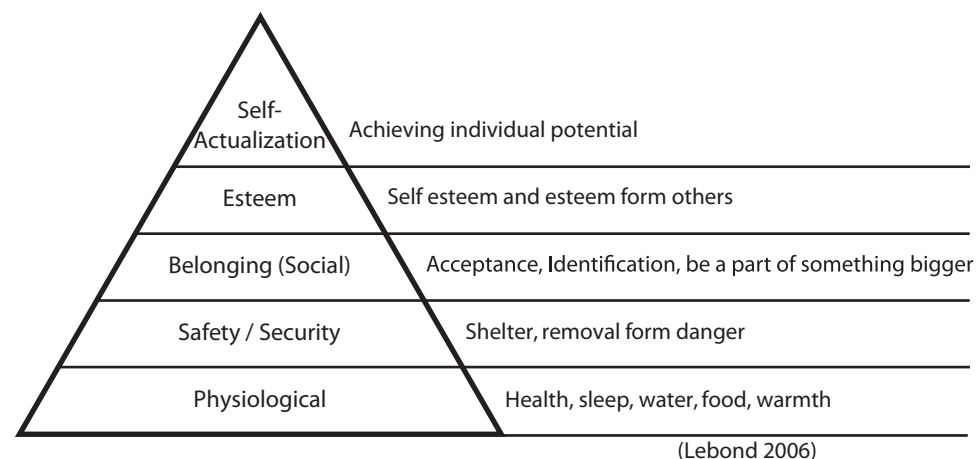 Self-
Actualization
Achieving individual potential
Esteem
Self esteem and esteem form others
Belonging (Social)
Acceptance, Identification, be a part of something bigger
Safety / Security
Shelter, removal form danger
Physiological
Health, sleep, water, food, warmth
(Lebond 2006)